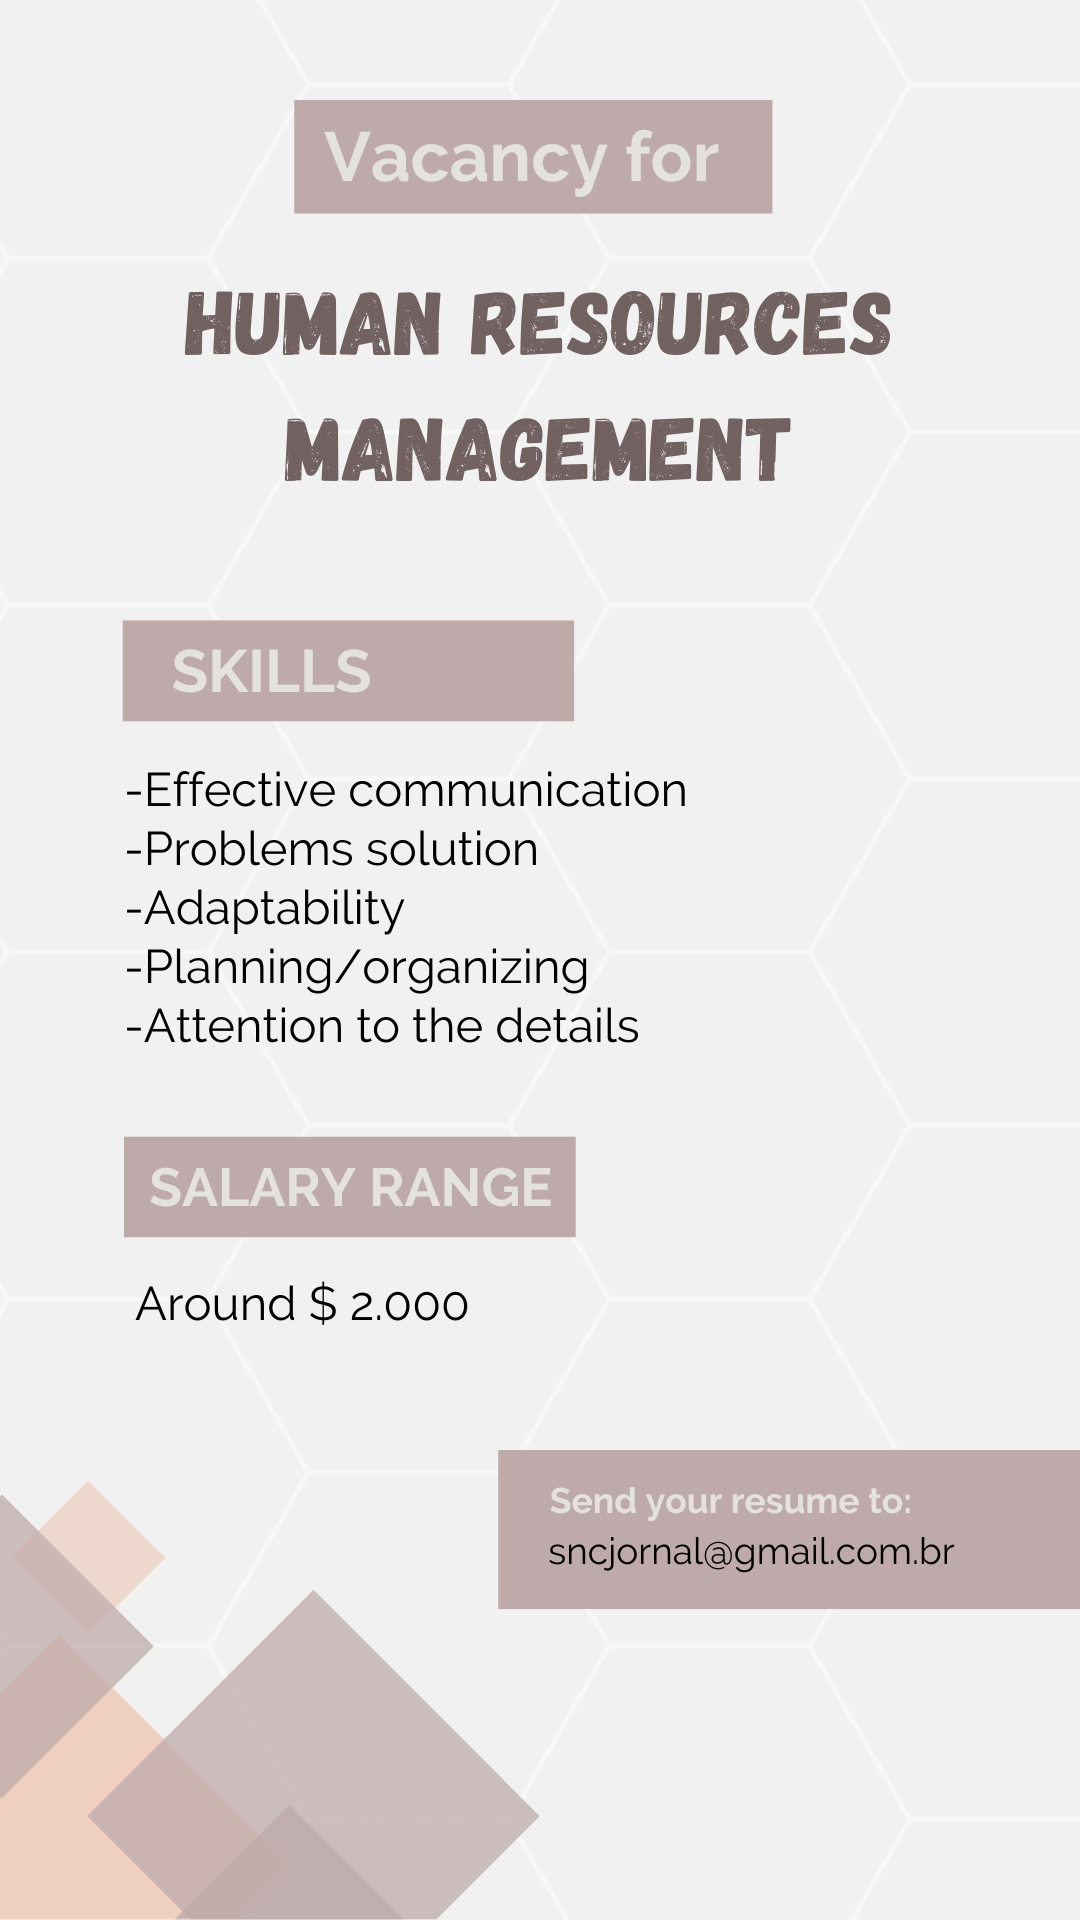 Vacancy for
HUMAN RESOURCES
MANAGEMENT
SKILLS
-Effective communication
-Problems solution
-Adaptability
-Planning/organizing
-Attention to the details
SALARY RANGE
Around $ 2.000
Send your resume to:
sncjornal@gmail.com.br